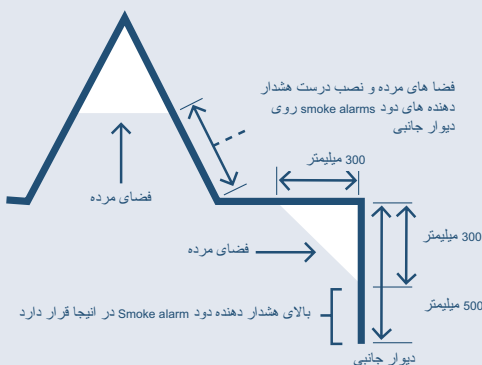 فضا های مرده و نصب درست هشدار
دهنده های دود smoke alarms روی
دیوار جانبی
300 میلیمتر
فضای مرده
300 میلیمتر
فضای مرده
500 میلیمتر
بالای هشدار دهنده دود Smoke alarm در انیجا قرار دارد
دیوار جانبی